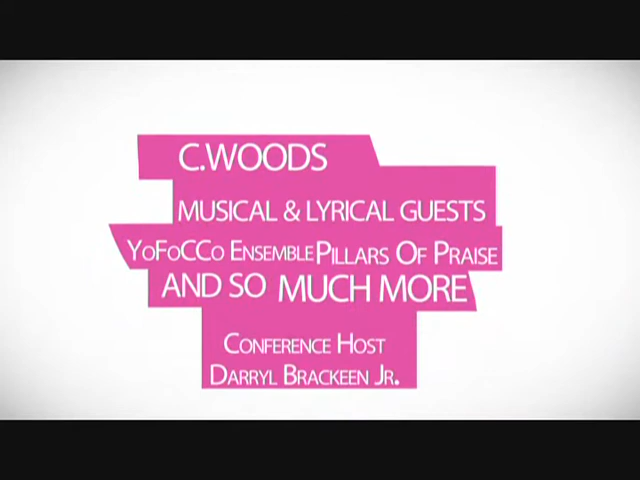 C.WOODS
MUSICAL & LYRICAL GUESTS
YOFOCCO ENSEMBLE PILLARS OF PRAISE
AND SO MUCH MORE
CONFERENCE HOST
DARRYL BRACKEEN JR.